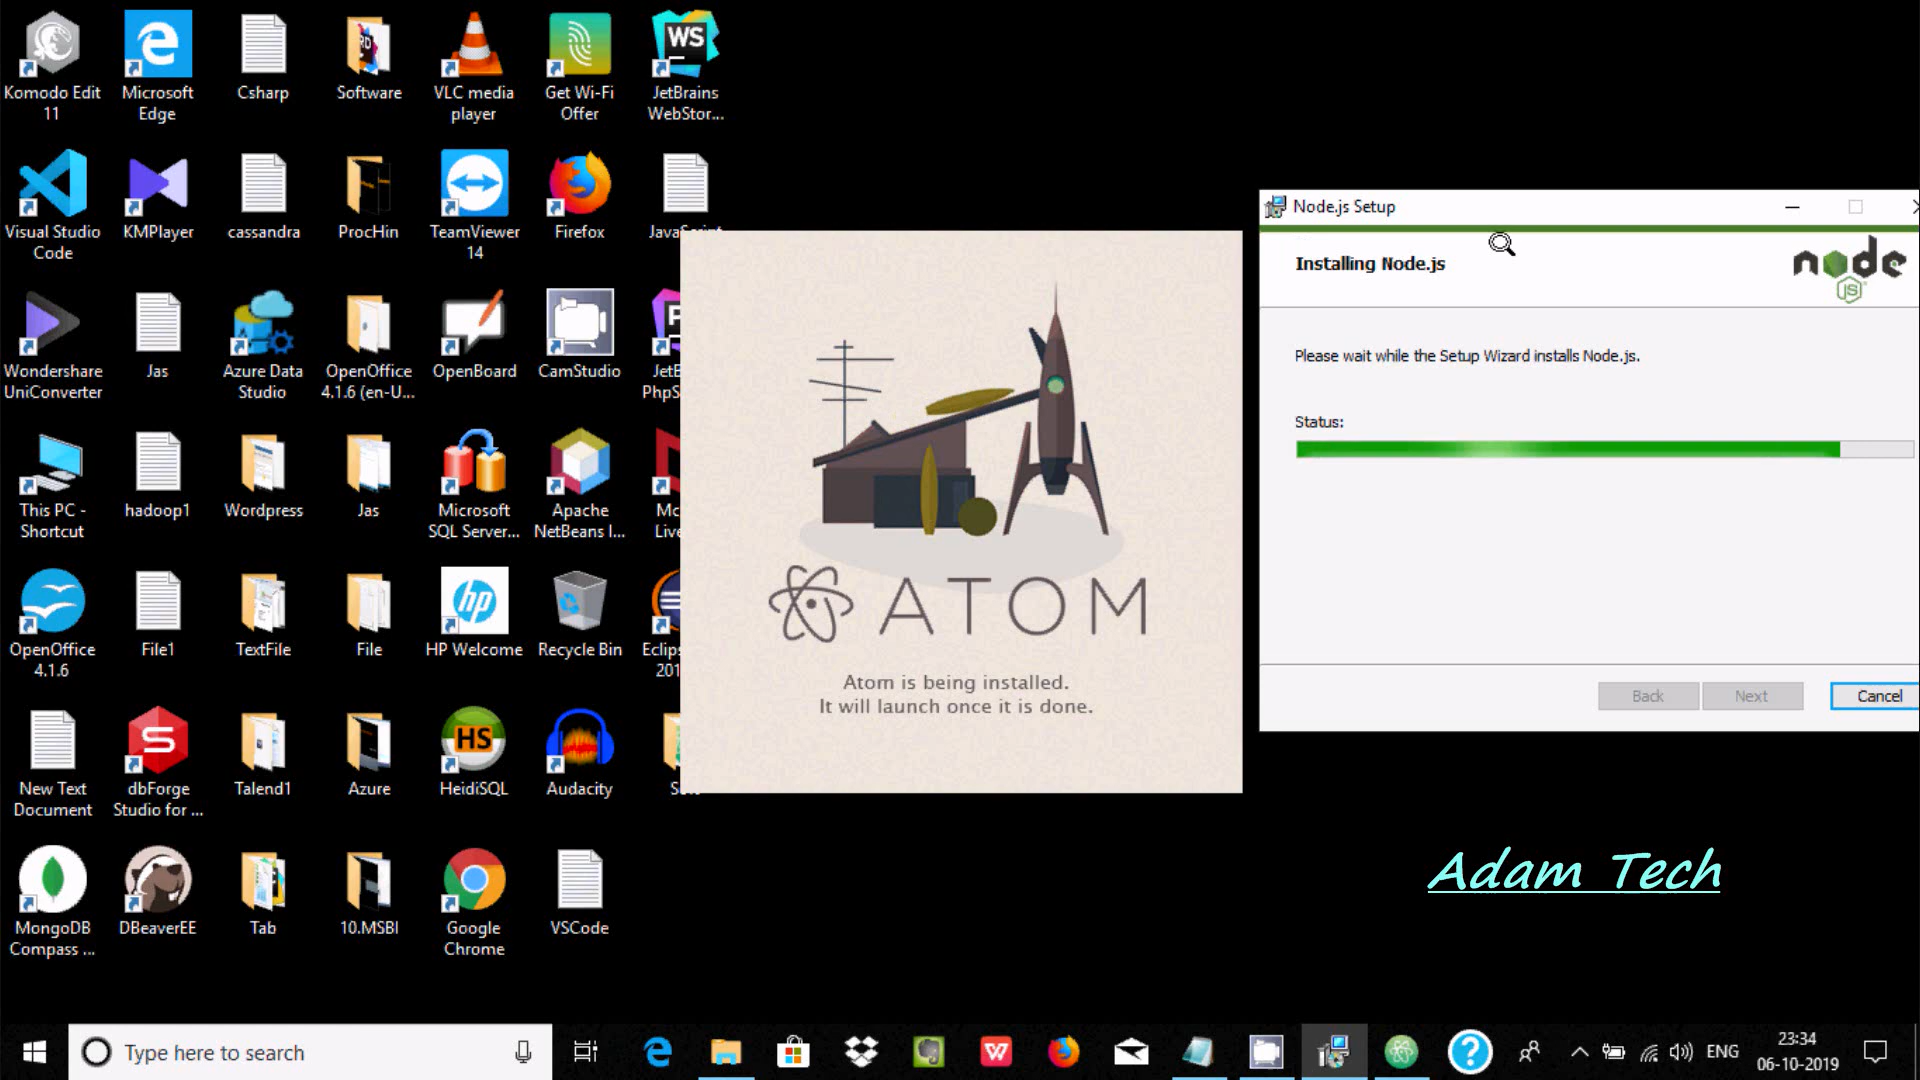 Komodo Edit
11
Microsoft
Edge
Csharp
Software
VLC media
player
Get Wi-Fi
Offer
WS
JetBrains
WebStor...
Visual Studio
Code
KMPlayer
cassandra
ProcHin
TeamViewer
14
Firefox
JavaScript
Wondershare
UniConverter
Jas
Azure Data
Studio
OpenOffice
4.1.6 (en-U...
OpenBoard
CamStudio
This PC -
Shortcut
hadoop1
Wordpress
Jas
Microsoft
SQL Server...
Apache
NetBeans I...
OpenOffice
4.1.6
File1
TextFile
File
hp
HP Welcome
Recycle Bin
New Text
Document
dbForge
Studio for ...
Talend1
Azure
HS
HeidiSQL
Audacity
MongoDB
Compass ...
DBeaverEE
Tab
10.MSBI
Google
Chrome
VSCode
ATOM
Atom is being installed.
It will launch once it is done.
Node.js Setup
Installing Node.js
node
JS
Please wait while the Setup Wizard installs Node.js.
Status:
Back
Next
Cancel
Adam Tech
Type here to search
ENG
23:34
06-10-2019